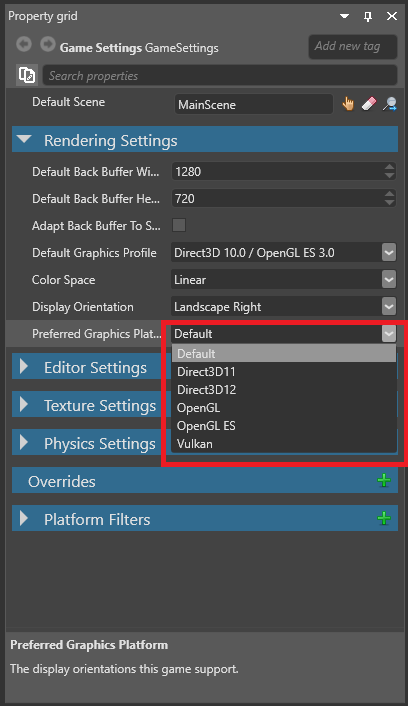 Property grid
Game Settings GameSettings
Add new tag
Search properties
Default Scene
MainScene
Rendering Settings
Default Back Buffer Wi...
1280
Default Back Buffer He...
720
Adapt Back Buffer To S...
Default Graphics Profile
Direct3D 10.0 / OpenGL ES 3.0
Color Space
Linear
Display Orientation
Landscape Right
Preferred Graphics Plat...
Default
Default
Direct3D11
Direct3D12
OpenGL
OpenGL ES
Vulkan
Editor Settings
Texture Settings
Physics Settings
Overrides
Platform Filters
Preferred Graphics Platform
The display orientations this game support.